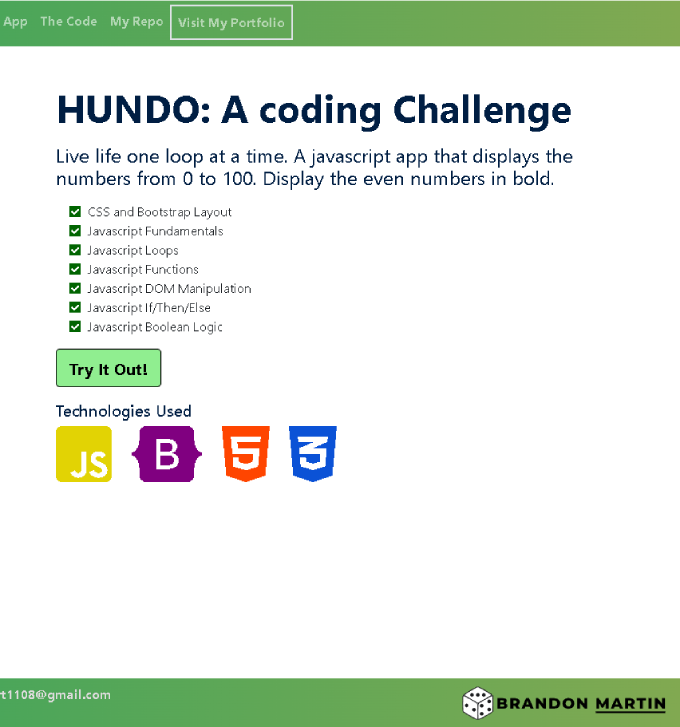 App The Code My Repo Visit My Portfolio
HUNDO: A coding Challenge
Live life one loop at a time. A javascript app that displays the
numbers from 0 to 100. Display the even numbers in bold.
CSS and Bootstrap Layout
Javascript Fundamentals
Javascript Loops
Javascript Functions
Javascript DOM Manipulation
Javascript If/Then/Else
Javascript Boolean Logic
Try It Out!
Technologies Used
JS B 5 3
t1108@gmail.com BRANDON MARTIN